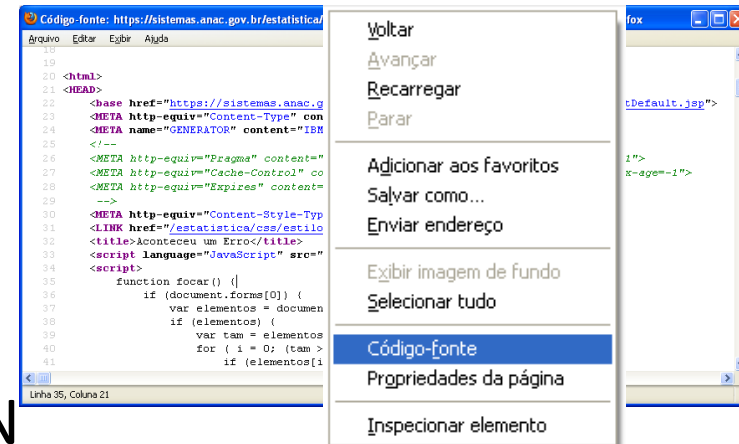 Código-fonte: https://sistemas.anac.gov.br/estatistica/
fox
Arquivo Editar Exibir Ajuda
18
19
20 <html>
21 <HEAD>
22 <base href="https://sistemas.anac.g
tDefault.jsp">
23 <META http-equiv="Content-Type" con
24 <META name="GENERATOR" content="IBM
25 <!--
26 <META http-equiv="Pragma" content="
1">
27 <META http-equiv="Cache-Control" co
x-age=-1">
28 <META http-equiv="Expires" content=
29 -->
30 <META http-equiv="Content-Style-Typ
31 <LINK href="/estatistica/css/estilo
32 <title>Aconteceu um Erro</title>
33 <script language="JavaScript" src="
34 <script>
35 function focar() {
36 if (document.forms[0]) {
37 var elementos = documen
38 if (elementos) {
39 var tam = elementos
40 for ( i = 0; (tam >
41 if (elementos[i
Linha 35, Coluna 21
Voltar
Avançar
Recarregar
Parar
Adicionar aos favoritos
Salvar como...
Enviar endereço
Exibir imagem de fundo
Selecionar tudo
Código-fonte
Propriedades da página
Inspecionar elemento
N